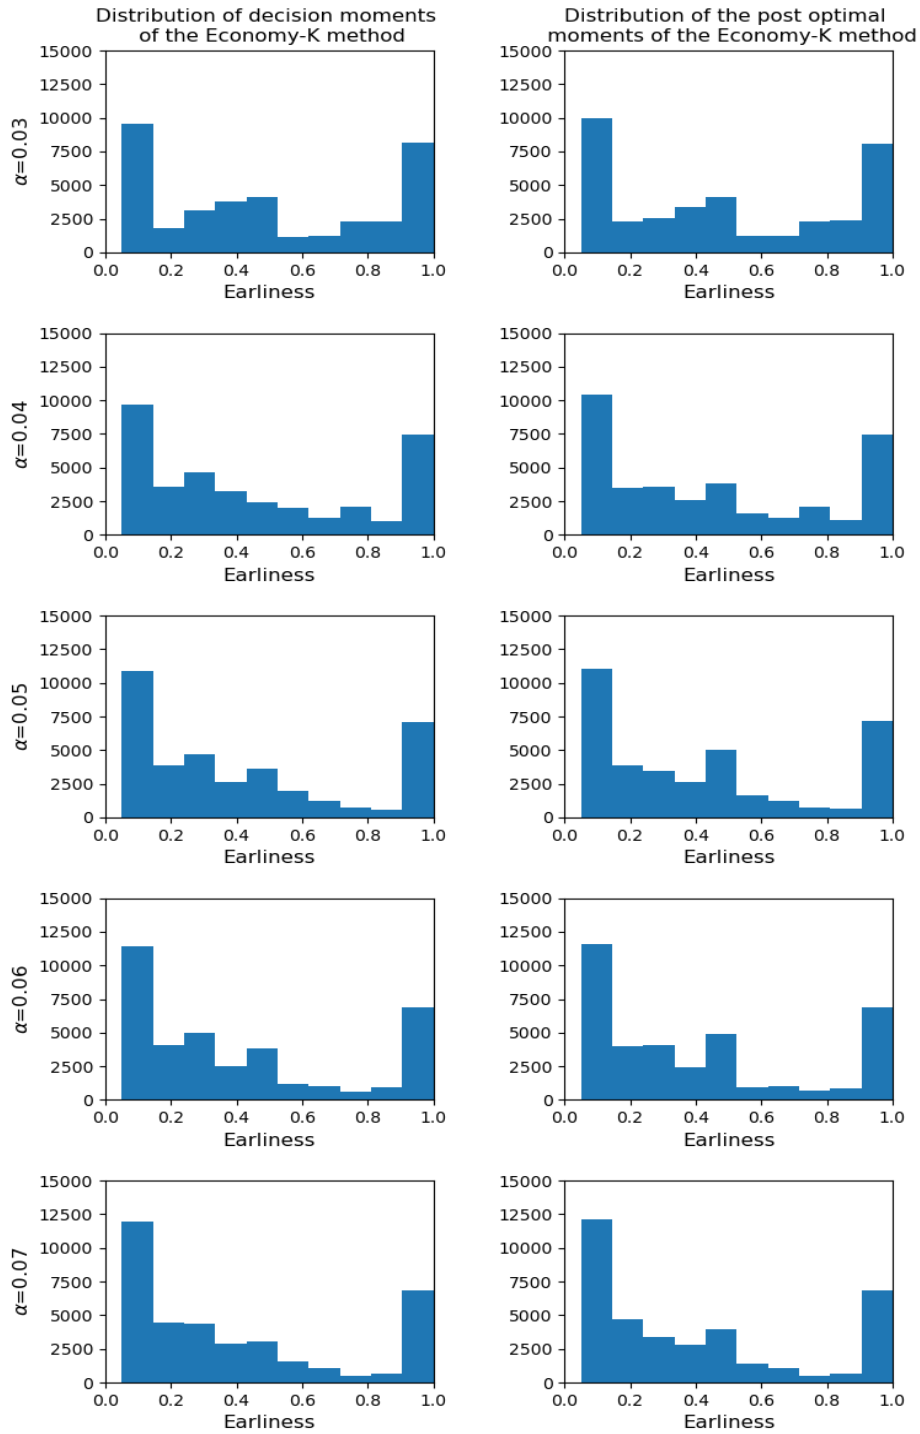 Distribution of decision moments
of the Economy-K method
Distribution of the post optimal
moments of the Economy-K method
α=0.03
15000
12500
10000
7500
5000
2500
0
0.0 0.2 0.4 0.6 0.8 1.0
Earliness
15000
12500
10000
7500
5000
2500
0
0.0 0.2 0.4 0.6 0.8 1.0
Earliness
α=0.04
15000
12500
10000
7500
5000
2500
0
0.0 0.2 0.4 0.6 0.8 1.0
Earliness
15000
12500
10000
7500
5000
2500
0
0.0 0.2 0.4 0.6 0.8 1.0
Earliness
α=0.05
15000
12500
10000
7500
5000
2500
0
0.0 0.2 0.4 0.6 0.8 1.0
Earliness
15000
12500
10000
7500
5000
2500
0
0.0 0.2 0.4 0.6 0.8 1.0
Earliness
α=0.06
15000
12500
10000
7500
5000
2500
0
0.0 0.2 0.4 0.6 0.8 1.0
Earliness
15000
12500
10000
7500
5000
2500
0
0.0 0.2 0.4 0.6 0.8 1.0
Earliness
α=0.07
15000
12500
10000
7500
5000
2500
0
0.0 0.2 0.4 0.6 0.8 1.0
Earliness
15000
12500
10000
7500
5000
2500
0
0.0 0.2 0.4 0.6 0.8 1.0
Earliness